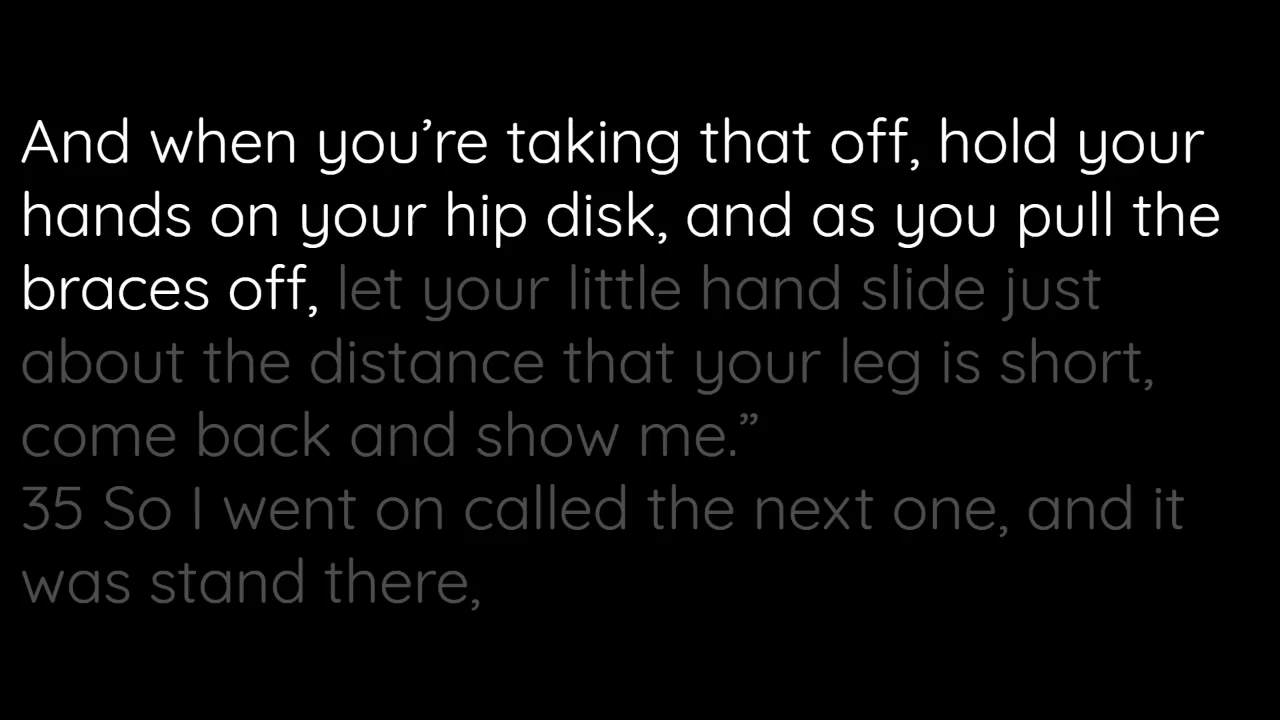 And when you’re taking that off, hold your
hands on your hip disk, and as you pull the
braces off, let your little hand slide just
about the distance that your leg is short,
come back and show me.”
35 So I went on called the next one, and it
was stand there,